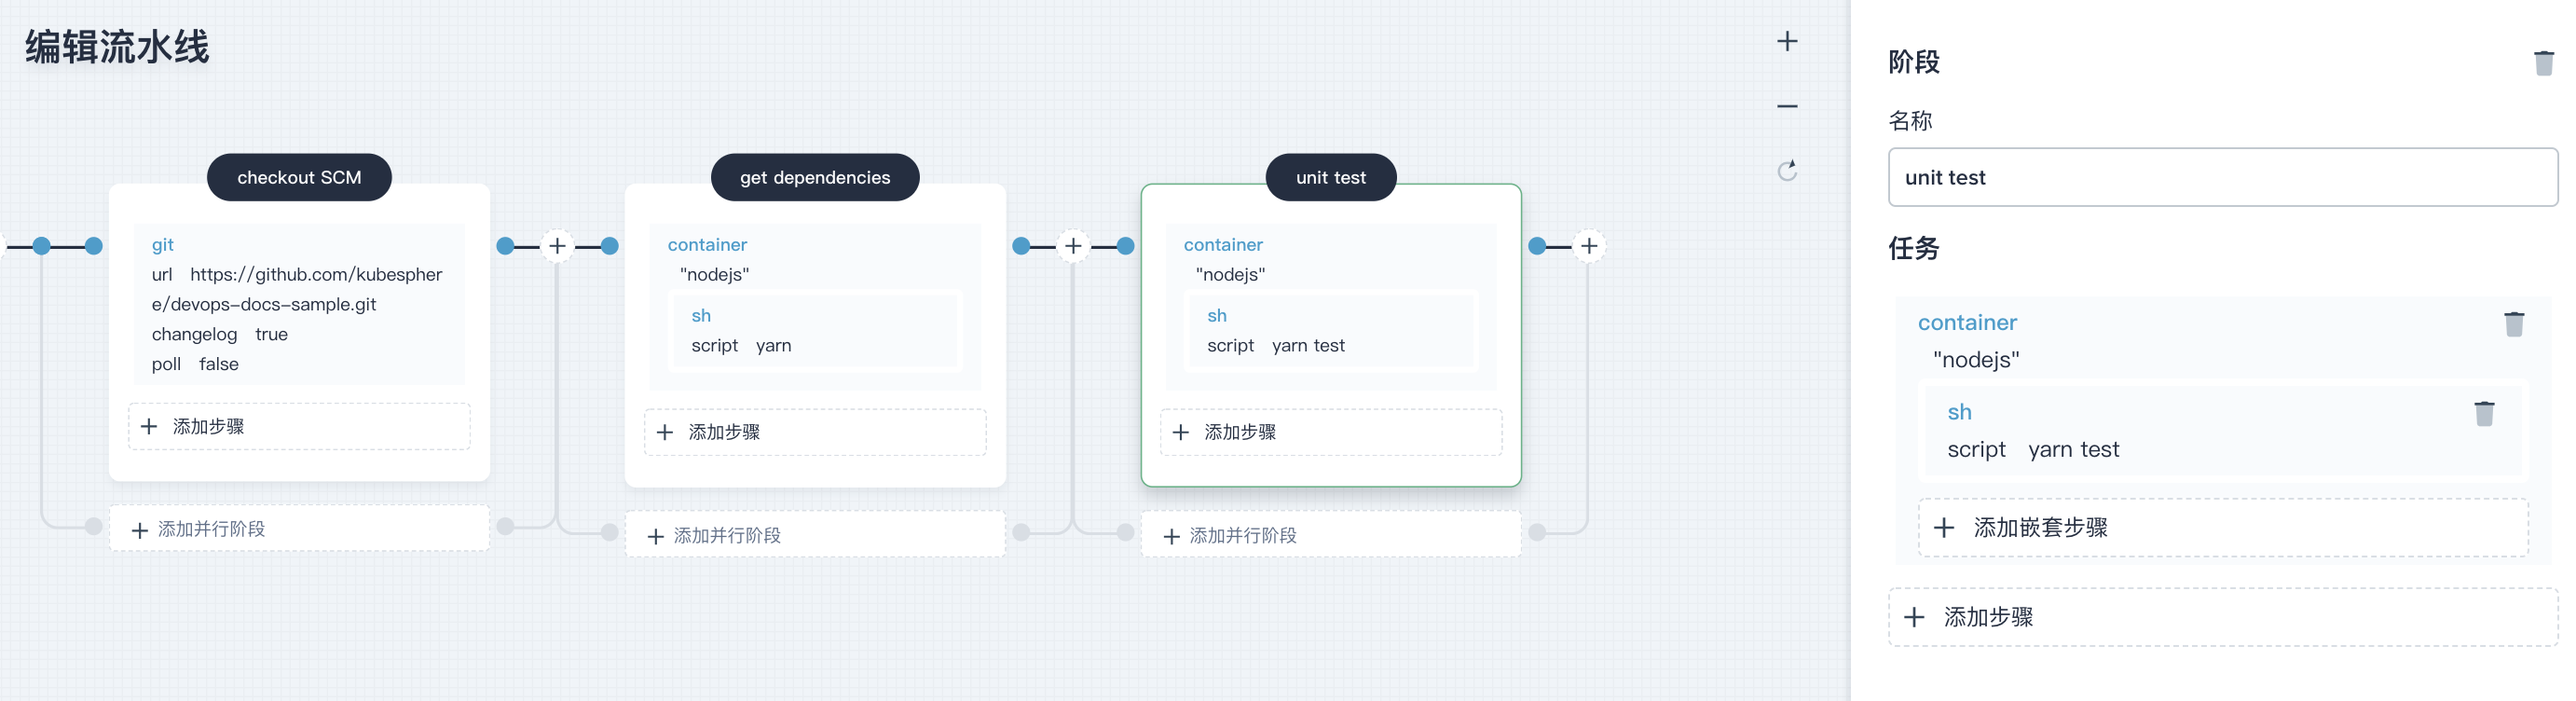 编辑流水线
checkout SCM
git
url https://github.com/kubespher
e/devops-docs-sample.git
changelog true
poll false
添加步骤
添加并行阶段
get dependencies
container
"nodejs"
sh
script yarn
添加步骤
添加并行阶段
unit test
container
"nodejs"
sh
script yarn test
添加步骤
添加并行阶段
阶段
名称
unit test
任务
container
"nodejs"
sh
script yarn test
添加嵌套步骤
添加步骤